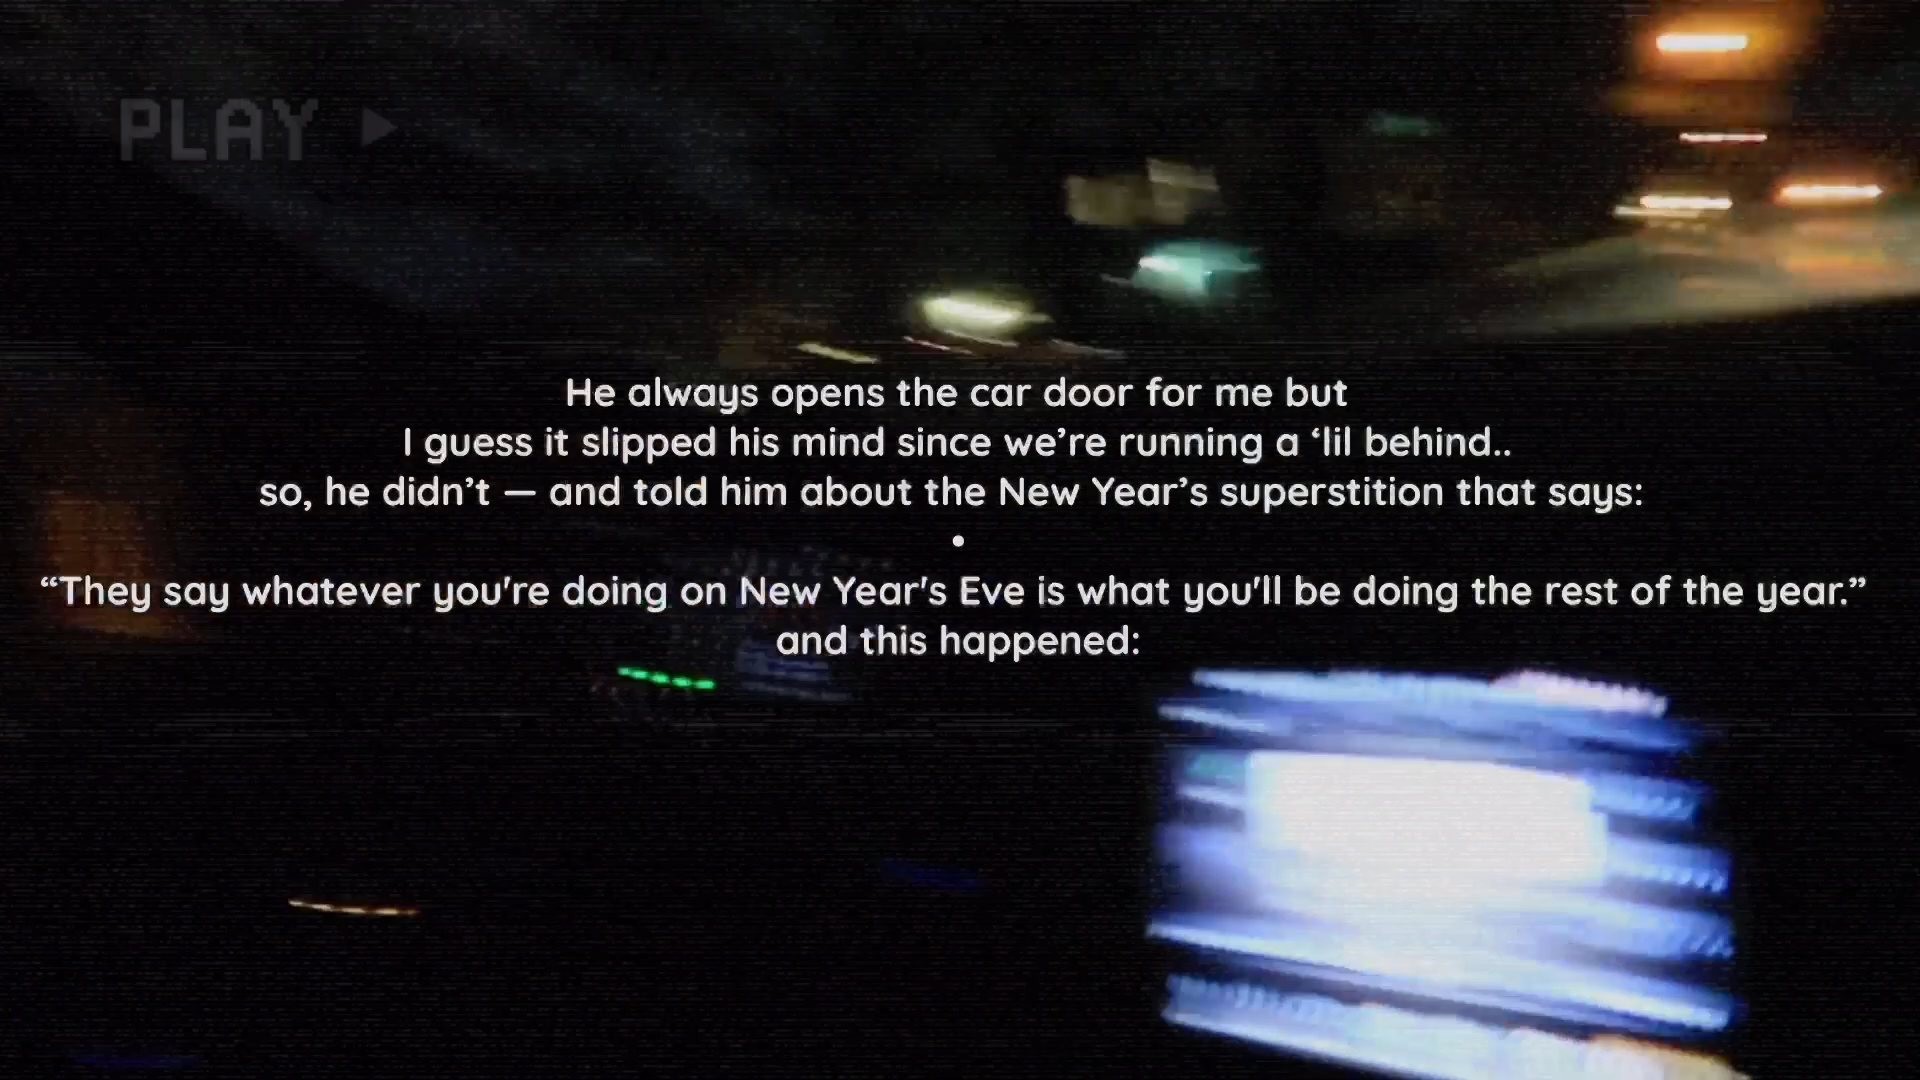 PLAY ▶
He always opens the car door for me but
I guess it slipped his mind since we’re running a ‘lil behind..
so, he didn’t — and told him about the New Year’s superstition that says:
•
“They say whatever you're doing on New Year's Eve is what you'll be doing the rest of the year.”
and this happened: